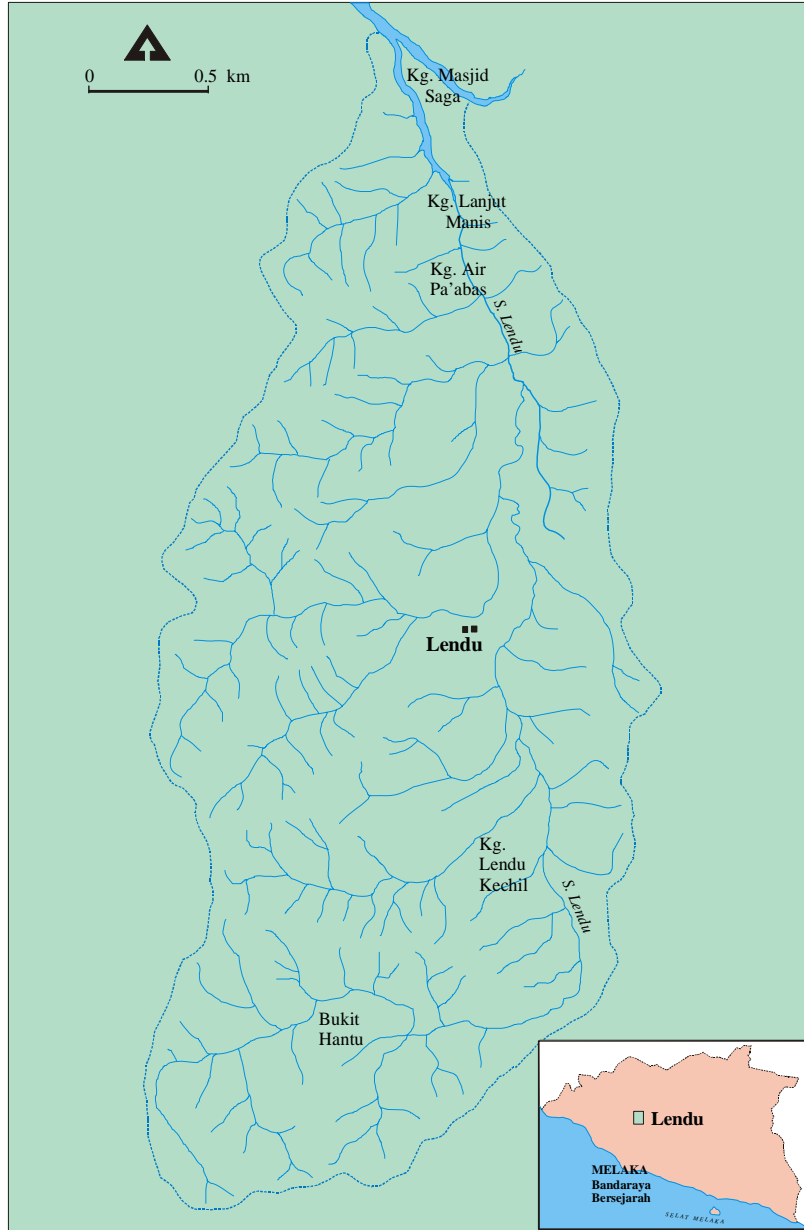 0 0.5 km
Kg. Masjid
Saga
Kg. Lanjut
Manis
Kg. Air
Pa'abas
S. Lendu
Lendu
Kg.
Lendu
Kechil
S. Lendu
Bukit
Hantu
Lendu
MELAKA
Bandaraya
Bersejarah
SELAT MELAKA